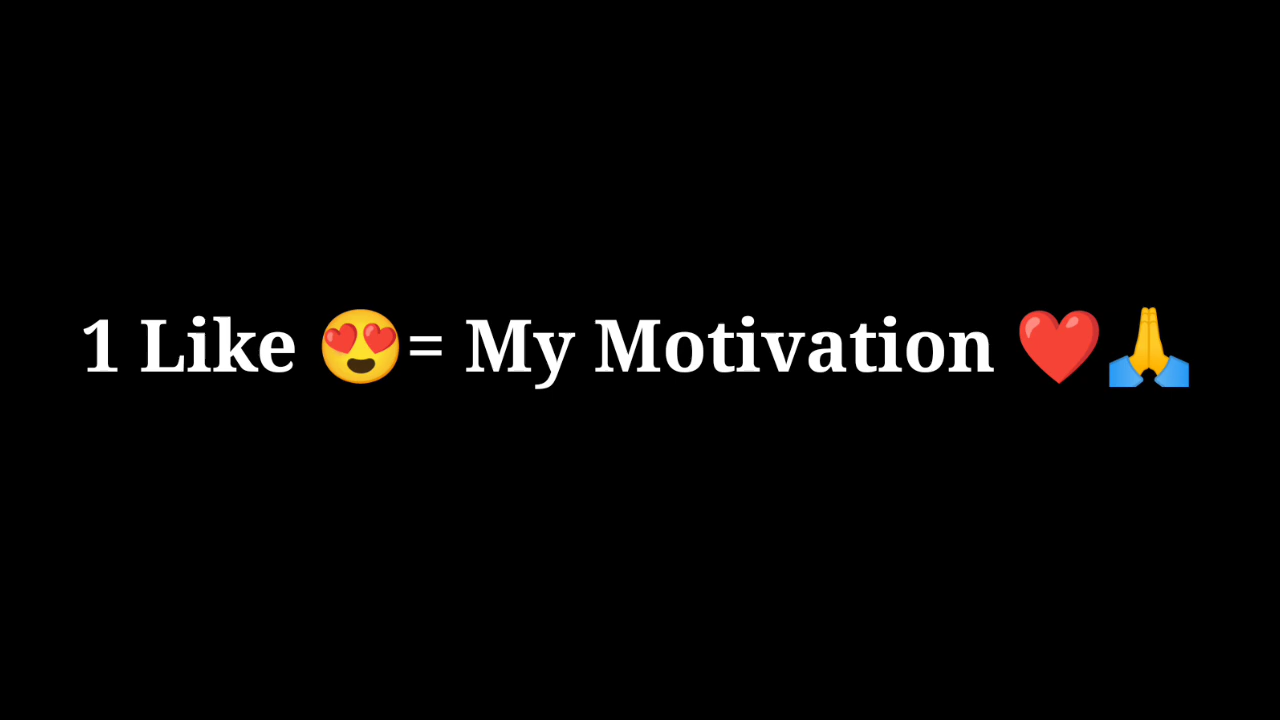 1 Like 😍= My Motivation ❤️🙏